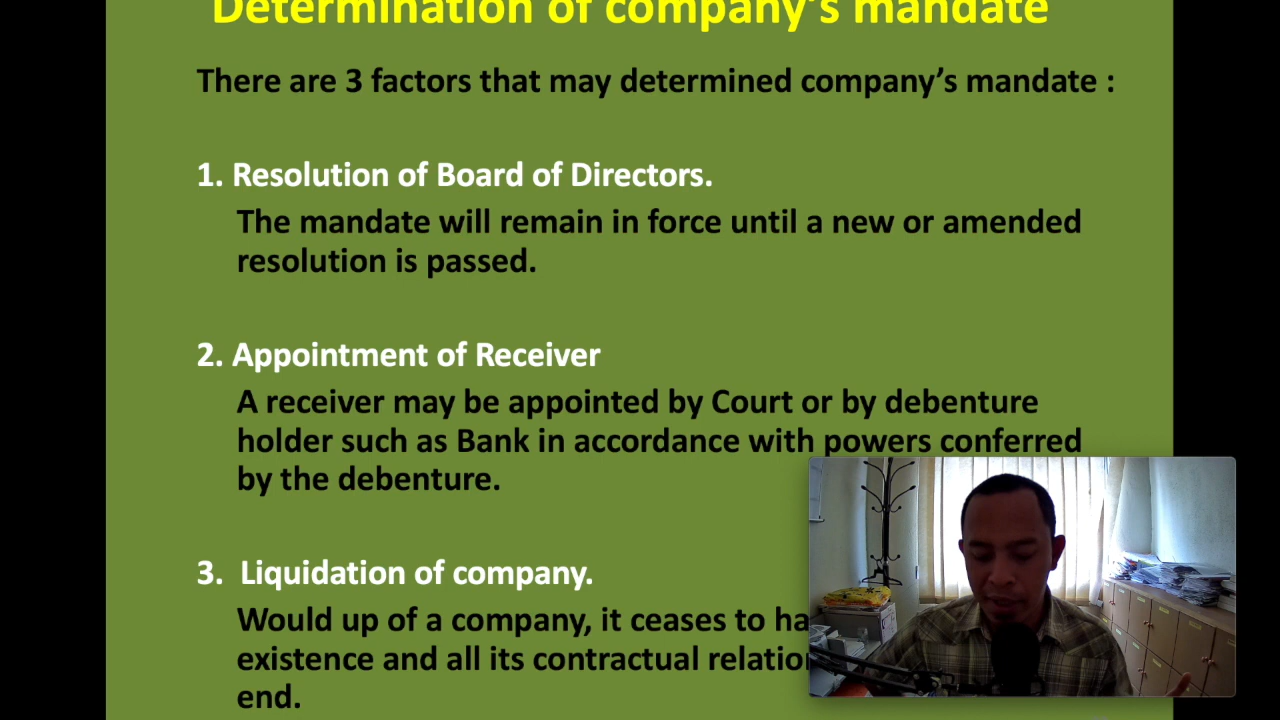 Determination of company's mandate
There are 3 factors that may determined company's mandate :
1. Resolution of Board of Directors.
The mandate will remain in force until a new or amended
resolution is passed.
2. Appointment of Receiver
A receiver may be appointed by Court or by debenture
holder such as Bank in accordance with powers conferred
by the debenture.
3. Liquidation of company.
Would up of a company, it ceases to
existence and all its contractual
end.